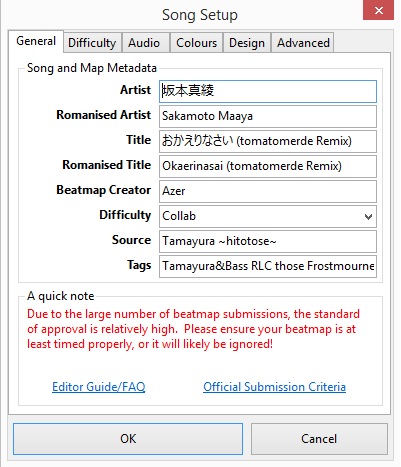 Song Setup
General Difficulty Audio Colours Design Advanced
Song and Map Metadata
Artist 坂本真綾
Romanised Artist Sakamoto Maaya
Title おかえりなさい (tomatomerde Remix)
Romanised Title Okaerinasai (tomatomerde Remix)
Beatmap Creator Azer
Difficulty Collab
Source Tamayura ~hitotose~
Tags Tamayura&Bass RLC those Frostmourne
A quick note
Due to the large number of beatmap submissions, the standard
of approval is relatively high. Please ensure your beatmap is at
least timed properly, or it will likely be ignored!
Editor Guide/FAQ Official Submission Criteria
OK Cancel